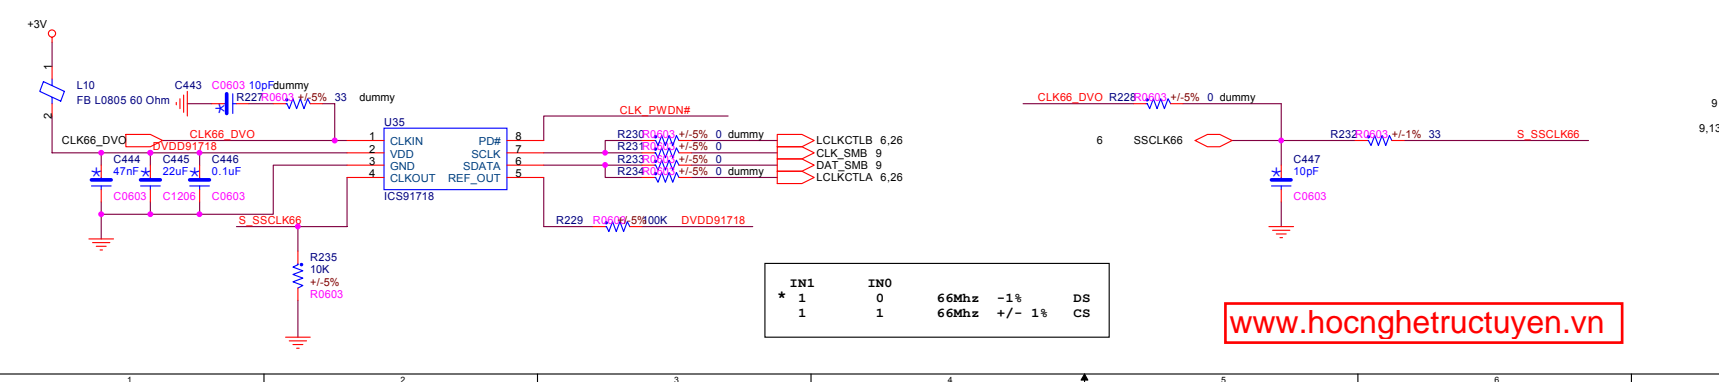 +3V
1
L10
FB L0805 60 Ohm
2
C443 C0603 10pF dummy
R227 R0603 +/-5% 33 dummy
CLK66_DVO CLK66_DVO
DVDD91718
C444 C445 C446
47nF 22uF 0.1uF
C0603 C1206 C0603
U35
1 CLKIN PD# 8
2 VDD SCLK 7
3 GND SDATA 6
4 CLKOUT REF_OUT 5
ICS91718
CLK_PWDN#
R230 R0603 +/-5% 0 dummy LCLKCTLB 6,26
R231 R0603 +/-5% 0 CLK_SMB 9
R233 R0603 +/-5% 0 DAT_SMB 9
R234 R0603 +/-5% 0 dummy LCLKCTLA 6,26
S_SSCLK66
R229 R0603 +/-5% 100K DVDD91718
R235
10K
+/-5%
R0603
CLK66_DVO R228 R0603 +/-5% 0 dummy
6 SSCLK66 R232 R0603 +/-1% 33 S_SSCLK66
C447
10pF
C0603
9
9,13
IN1 IN0
* 1 0 66Mhz -1% DS
1 1 66Mhz +/- 1% CS
www.hocnghetructuyen.vn
1 2 3 4 5 6